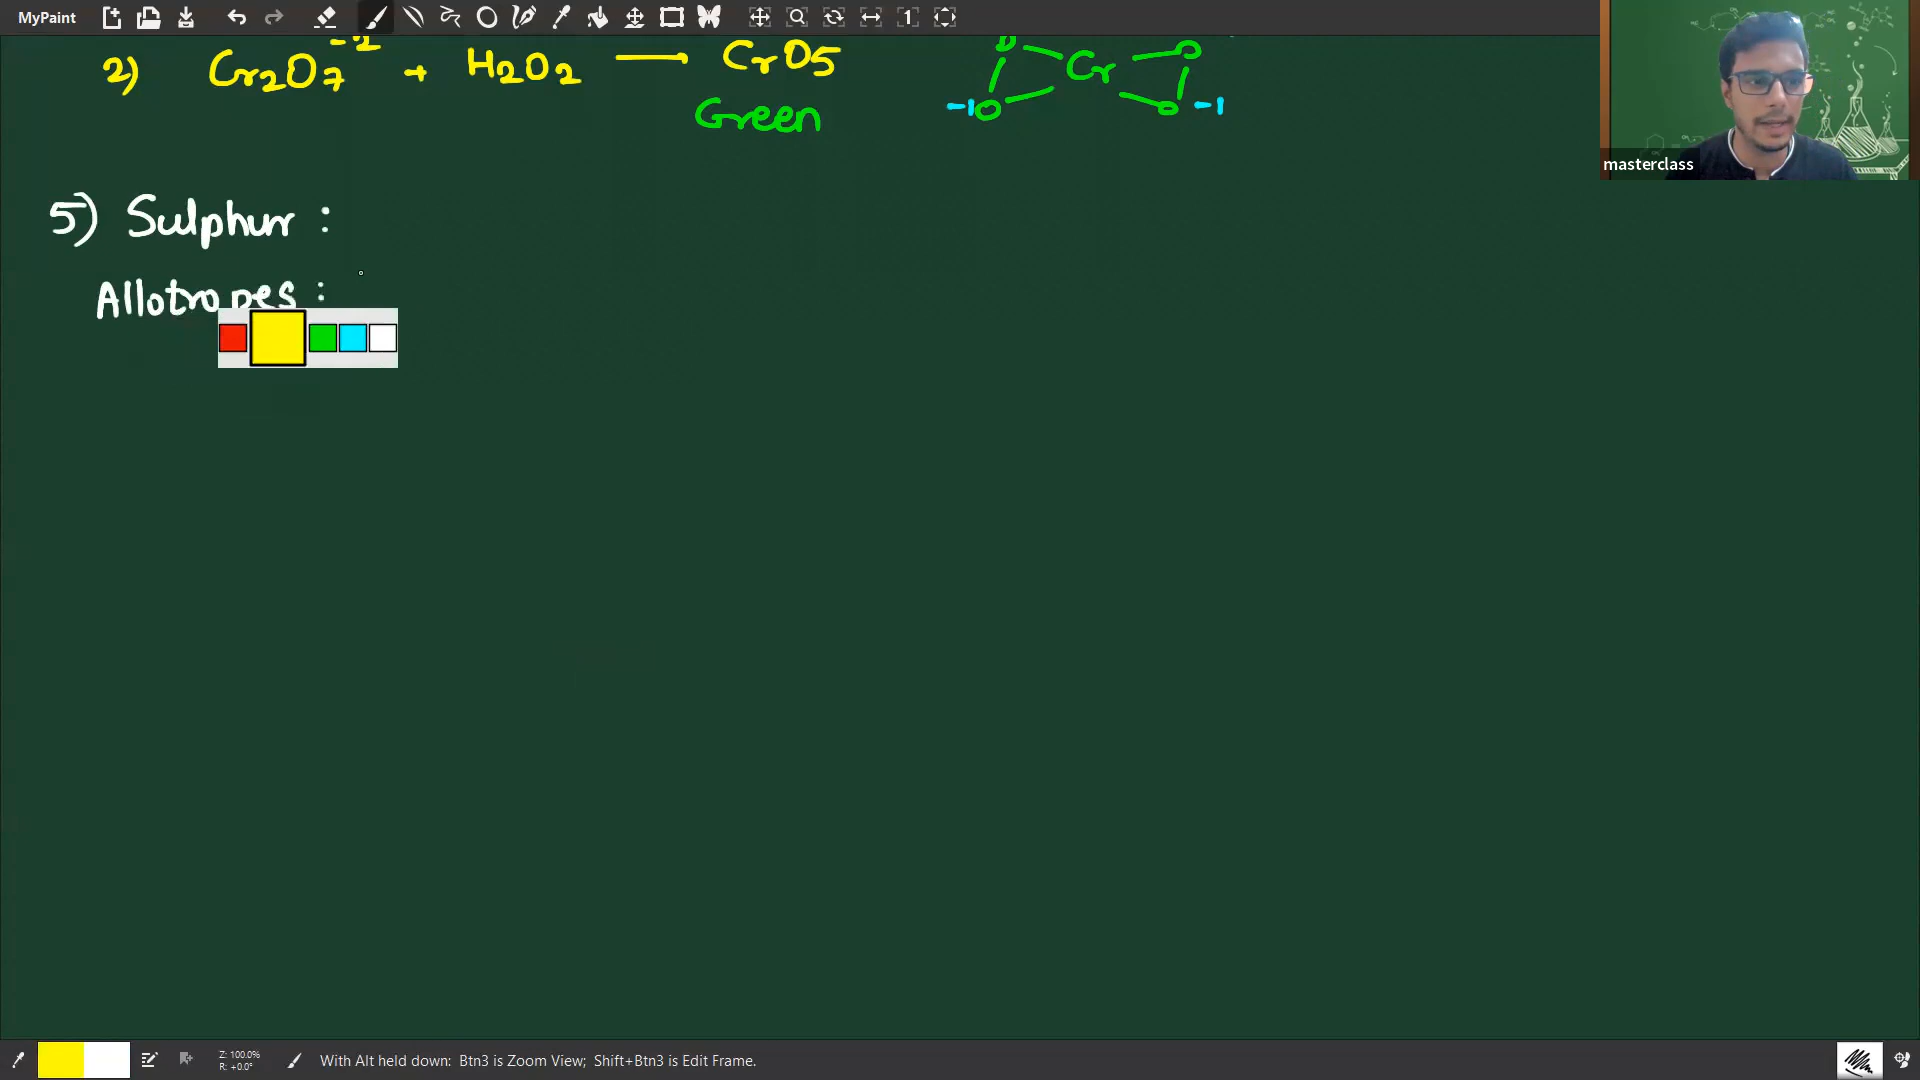 MyPaint
masterclass
2) Cr2O7-2 + H2O2 → CrO5
Green
O Cr O
-1 O O -1
5) Sulphur :
Allotropes :
Z: 100.0%
R: +0.0°
With Alt held down: Btn3 is Zoom View; Shift+Btn3 is Edit Frame.